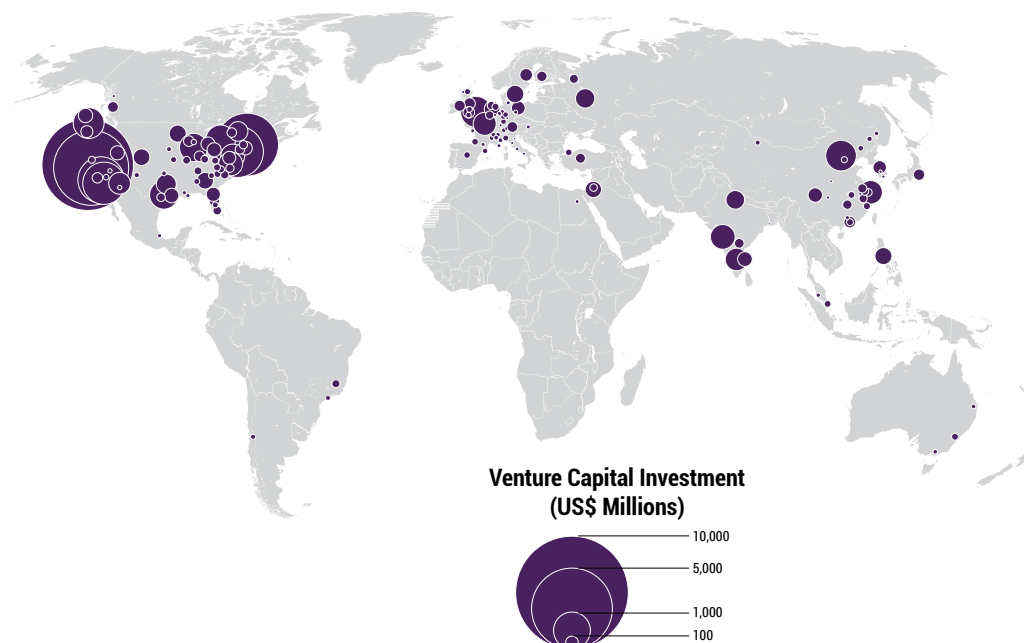 Venture Capital Investment
(US$ Millions)
10,000
5,000
1,000
100